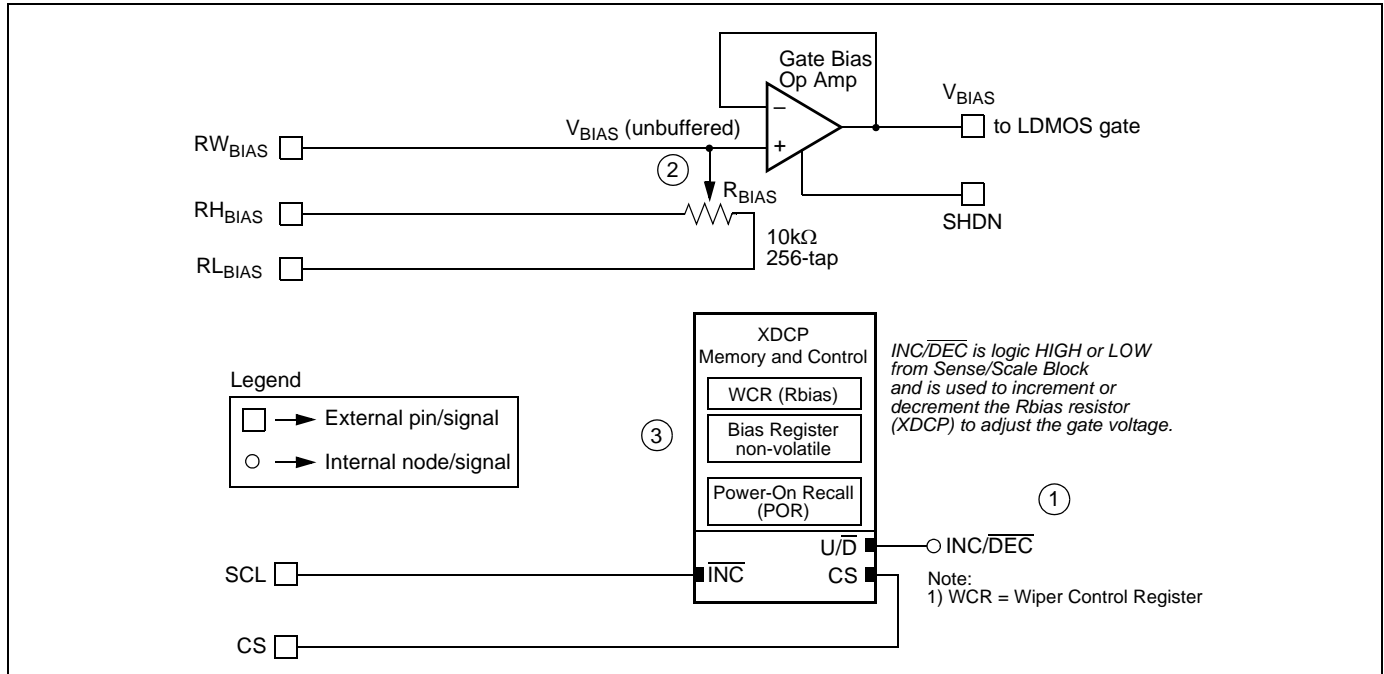 Gate Bias
Op Amp
−
+
V_BIAS
to LDMOS gate
V_BIAS (unbuffered)
RW_BIAS
2
R_BIAS
RH_BIAS
SHDN
10kΩ
256-tap
RL_BIAS
XDCP
Memory and Control
WCR (Rbias)
Bias Register
non-volatile
Power-On Recall
(POR)
U/D̅
I̅N̅C̅
CS
3
INC/D̅E̅C̅ is logic HIGH or LOW
from Sense/Scale Block
and is used to increment or
decrement the Rbias resistor
(XDCP) to adjust the gate voltage.
Legend
External pin/signal
Internal node/signal
1
INC/D̅E̅C̅
Note:
1) WCR = Wiper Control Register
SCL
CS